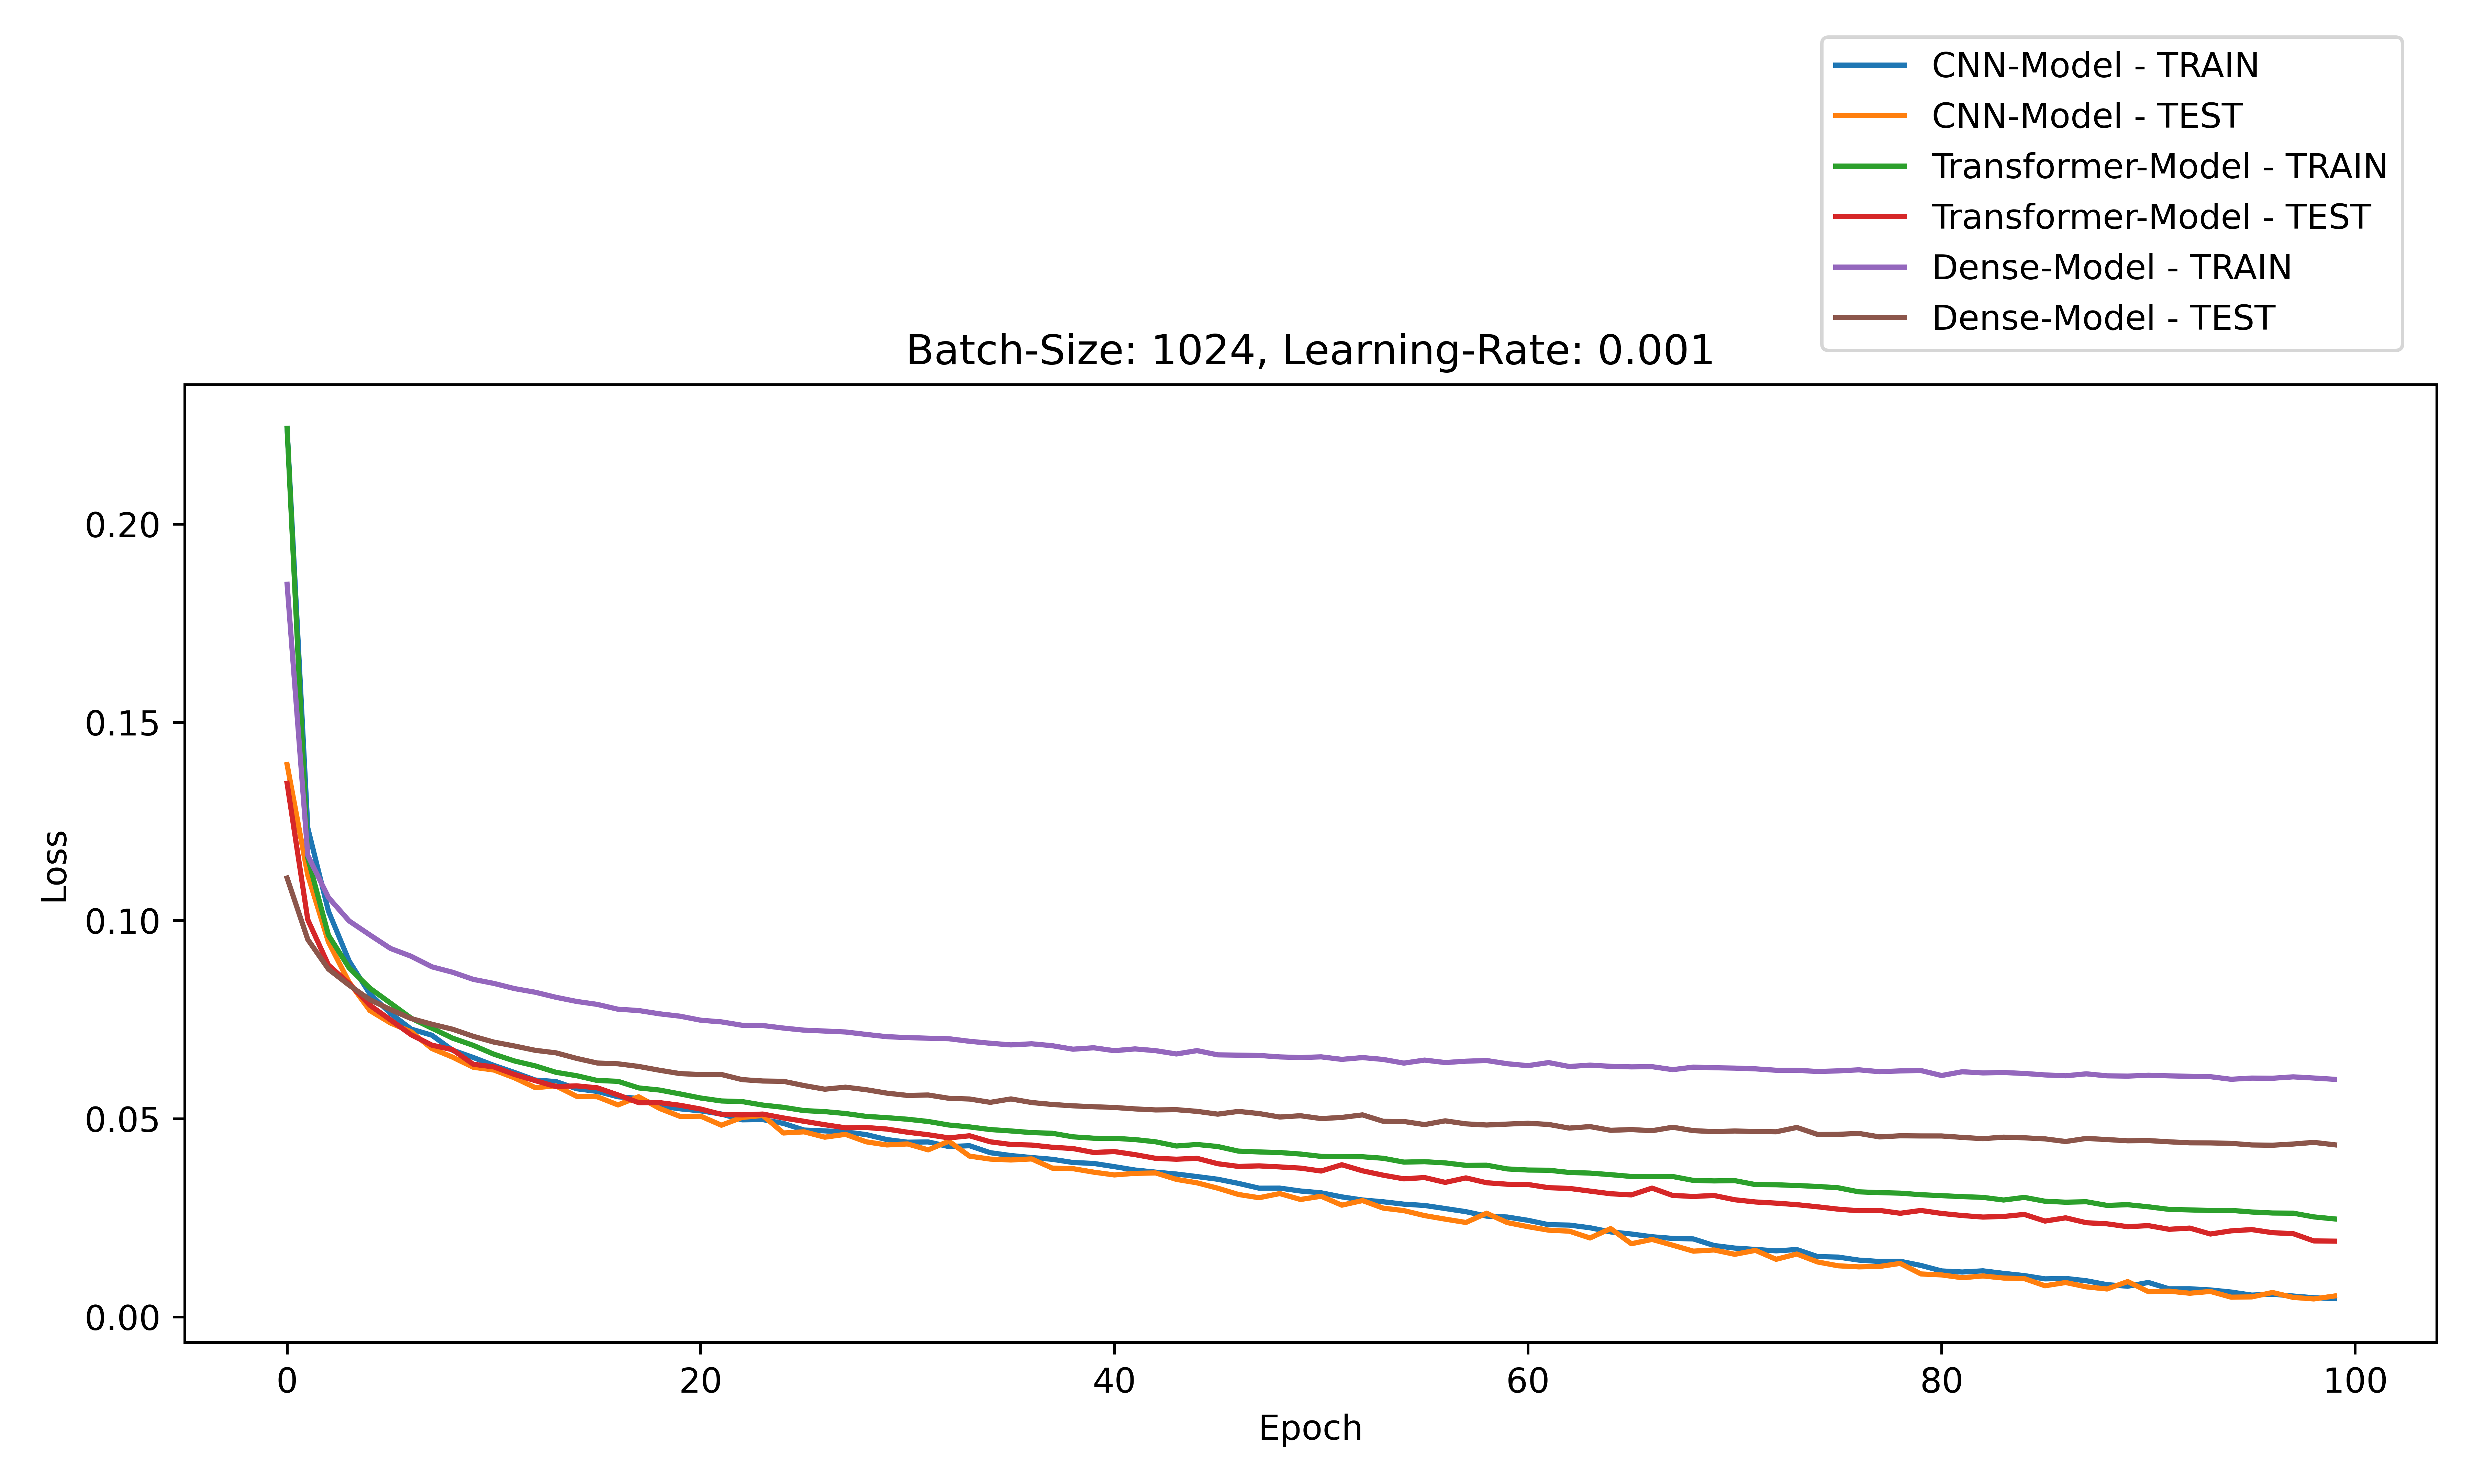 CNN-Model - TRAIN
CNN-Model - TEST
Transformer-Model - TRAIN
Transformer-Model - TEST
Dense-Model - TRAIN
Dense-Model - TEST
Batch-Size: 1024, Learning-Rate: 0.001
0.20
0.15
0.10
0.05
0.00
Loss
0 20 40 60 80 100
Epoch